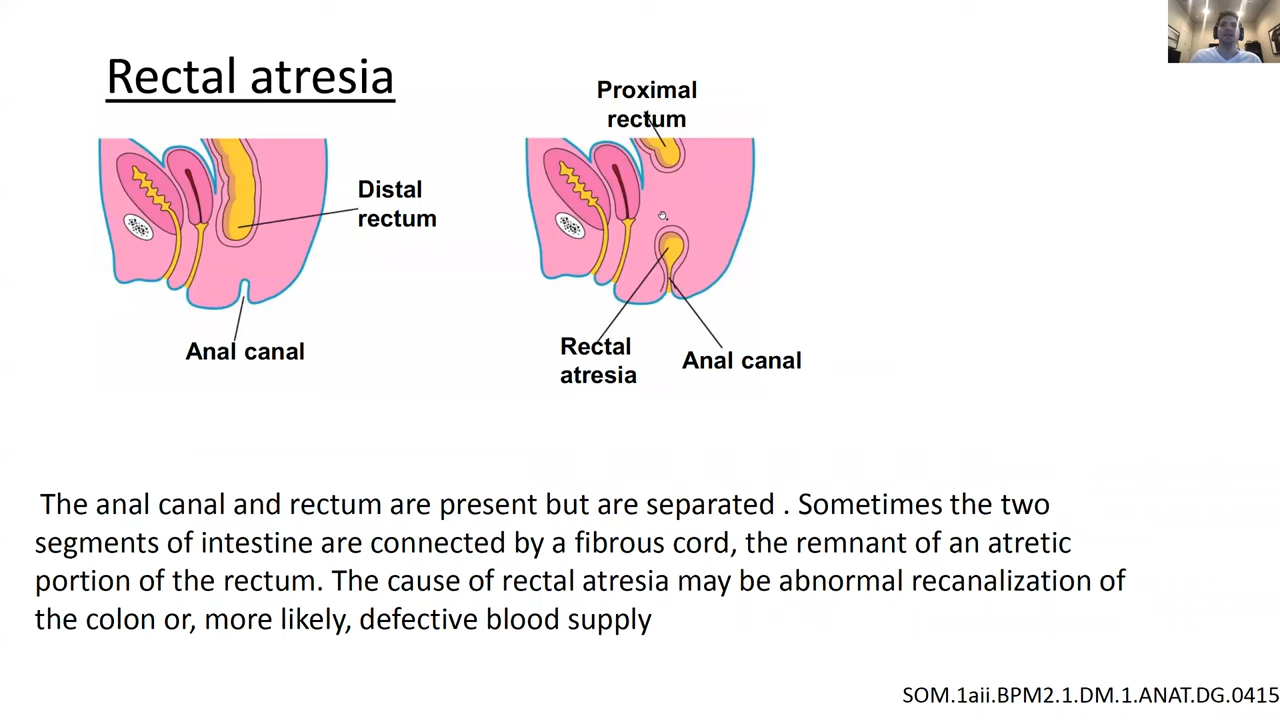 Rectal atresia
Distal
rectum
Anal canal
Proximal
rectum
Rectal
atresia
Anal canal
The anal canal and rectum are present but are separated . Sometimes the two
segments of intestine are connected by a fibrous cord, the remnant of an atretic
portion of the rectum. The cause of rectal atresia may be abnormal recanalization of
the colon or, more likely, defective blood supply
SOM.1aii.BPM2.1.DM.1.ANAT.DG.0415